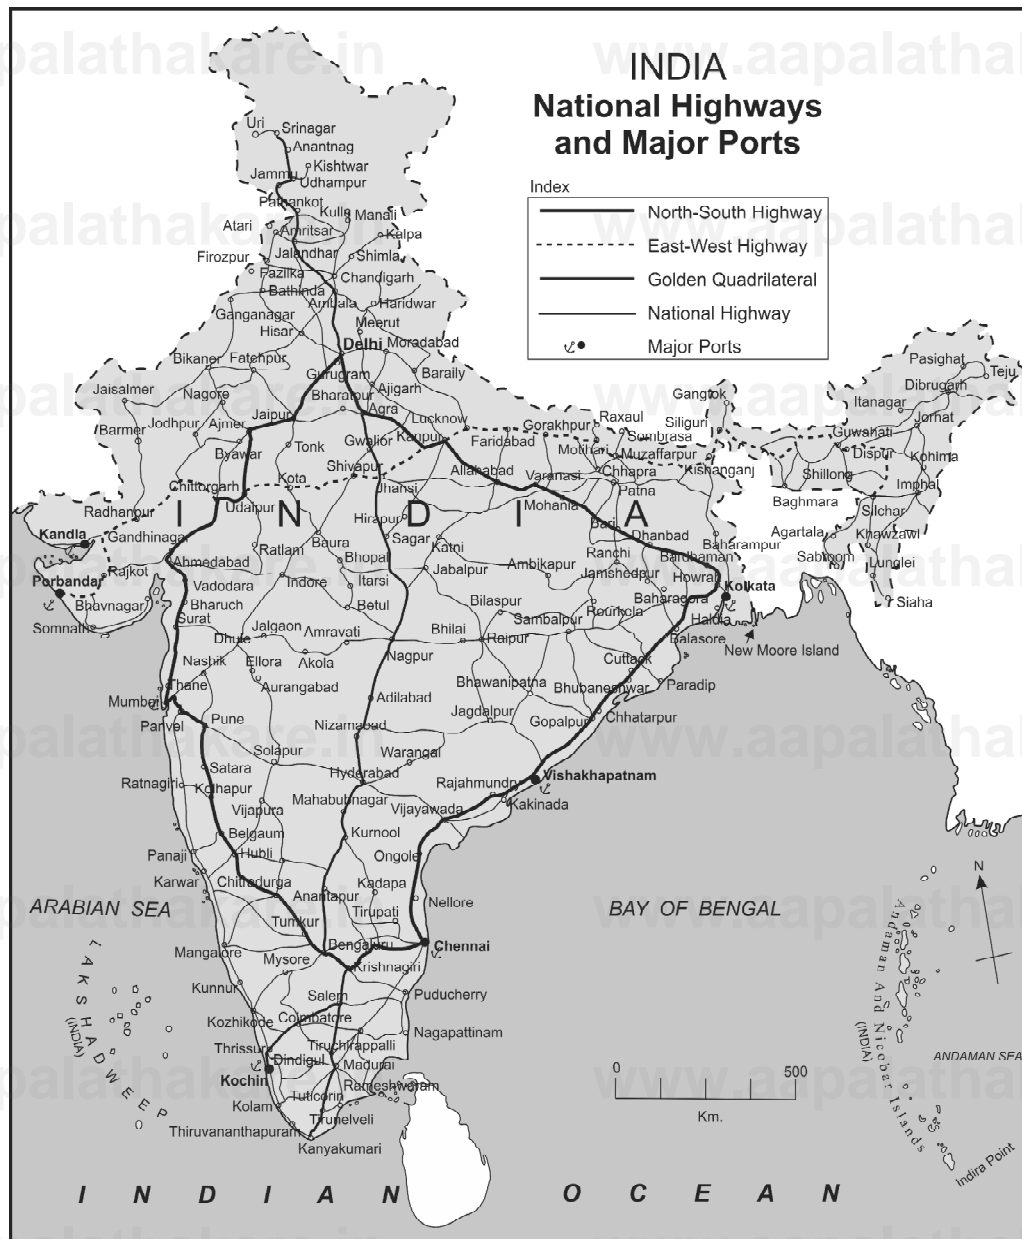 www.aapalathakare.in
INDIA
National Highways
and Major Ports
Index
North-South Highway
East-West Highway
Golden Quadrilateral
National Highway
Major Ports
Uri
Srinagar
Anantnag
Kishtwar
Jammu
Udhampur
Pathankot
Kullu
Manali
Atari
Amritsar
Kalpa
Jalandhar
Firozpur
Shimla
Fazilka
Chandigarh
Bathinda
Ambala
Haridwar
Ganganagar
Meerut
Hisar
Delhi
Moradabad
Bikaner
Fatehpur
Gurugram
Barailly
Jaisalmer
Nagore
Bharatpur
Ajigarh
Agra
Jaipur
Lucknow
Gangtok
Pasighat
Teju
Dibrugarh
Itanagar
Jorhat
Barmer
Jodhpur
Ajmer
Gorakhpur
Raxaul
Siliguri
Byawar
Tonk
Gwalior
Kanpur
Faridabad
Sombrasa
Guwahati
Motihari
Muzaffarpur
Dispur
Kohima
Kota
Shivapur
Allahabad
Varanasi
Chhapra
Kishanganj
Shillong
Imphal
Chittorgarh
Jhansi
Patna
Baghmara
Radhanpur
Udaipur
Mohania
Silchar
INDIA
Hirapur
Bari
Kandla
Gandhinagar
Sagar
Katni
Dhanbad
Baharampur
Agartala
Khawzawl
Ratlam
Baura
Bhopal
Ranchi
Bardhaman
Sabroom
Ahmedabad
Jabalpur
Ambikapur
Jamshedpur
Howrah
Lunglei
Porbandar
Rajkot
Vadodara
Indore
Itarsi
Kolkata
Bhavnagar
Bharuch
Betul
Bilaspur
Rourkola
Baharagora
Siaha
Somnath
Surat
Sambalpur
Haldia
Dhule
Jalgaon
Amravati
Bhilai
Raipur
Balasore
New Moore Island
Nashik
Ellora
Akola
Nagpur
Cuttack
Thane
Aurangabad
Bhawanipatna
Bhubaneshwar
Paradip
Mumbai
Adilabad
Panvel
Pune
Nizamabad
Jagdalpur
Gopalpur
Chhatarpur
Solapur
Warangal
Satara
Hyderabad
Vishakhapatnam
Ratnagiri
Kolhapur
Rajahmundry
Mahabubnagar
Kakinada
Vijapura
Vijayawada
Belgaum
Kurnool
Panaji
Hubli
Ongole
Karwar
Chitradurga
Kadapa
Anantapur
ARABIAN SEA
Nellore
BAY OF BENGAL
N
Tumkur
Tirupati
Mangalore
Bengaluru
Chennai
Mysore
Krishnagiri
Kunnur
Salem
Puducherry
Kozhikode
Coimbatore
Nagapattinam
Thrissur
Tiruchirappalli
Dindigul
Madurai
Kochin
Rameshwaram
Tuticorin
Kolam
Tirunelveli
Thiruvananthapuram
Kanyakumari
LAKSHADWEEP
(INDIA)
0
500
Km.
Andaman And Nicobar Islands
(INDIA)
ANDAMAN SEA
Indira Point
INDIAN OCEAN